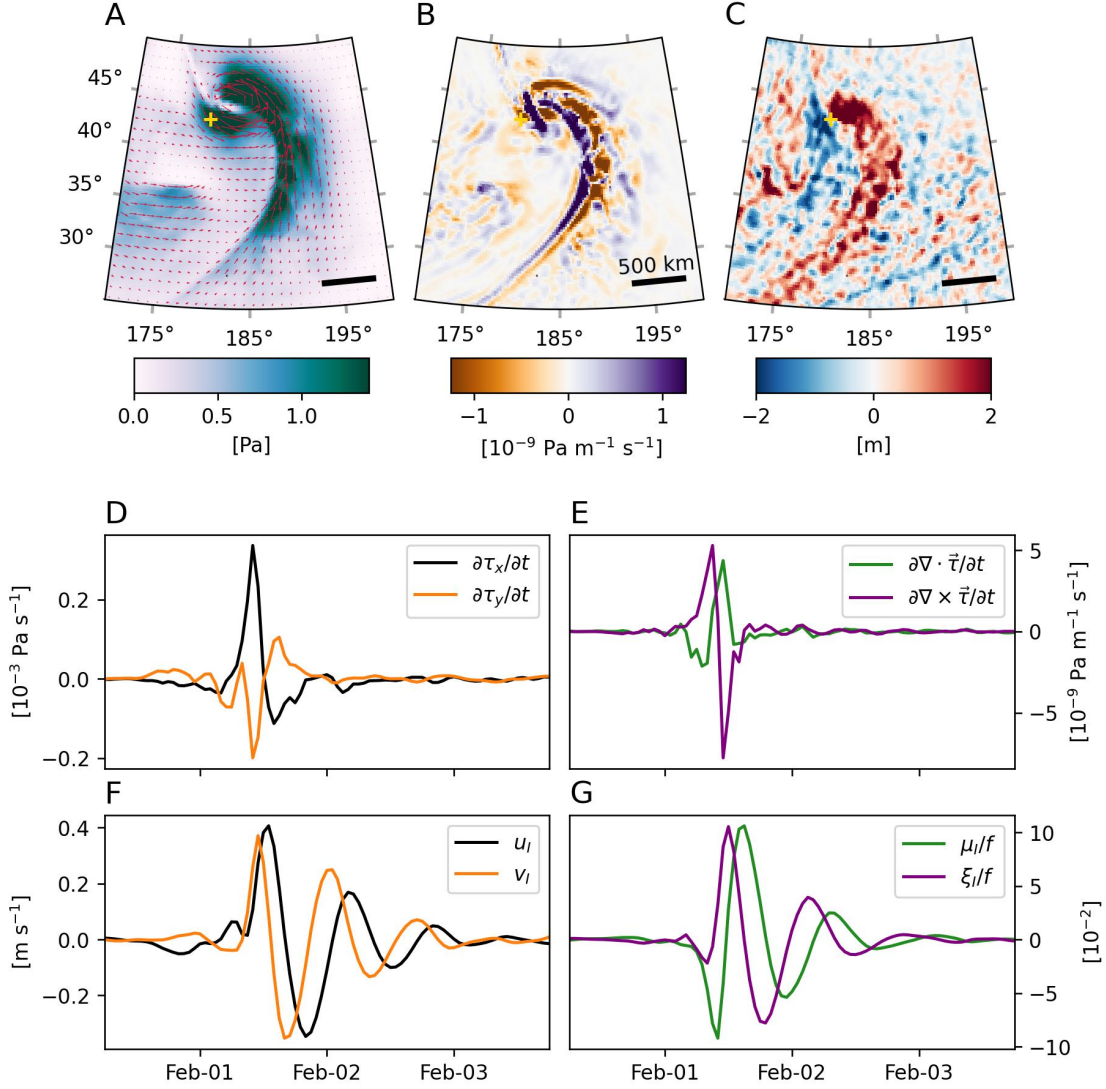 A B C
45°
40°
35°
30°
500 km
175° 185° 195° 175° 185° 195° 175° 185° 195°
0.0 0.5 1.0 −1 0 1 −2 0 2
[Pa] [10⁻⁹ Pa m⁻¹ s⁻¹] [m]
D E
∂τₓ/∂t
∂τᵧ/∂t
∂∇ · τ⃗/∂t
∂∇ × τ⃗/∂t
[10⁻³ Pa s⁻¹]
0.2
0.0
−0.2
5
0
−5
[10⁻⁹ Pa m⁻¹ s⁻¹]
F G
u_I
v_I
μ_I/f
ξ_I/f
[m s⁻¹]
0.4
0.2
0.0
−0.2
10
5
0
−5
−10
[10⁻²]
Feb-01 Feb-02 Feb-03 Feb-01 Feb-02 Feb-03